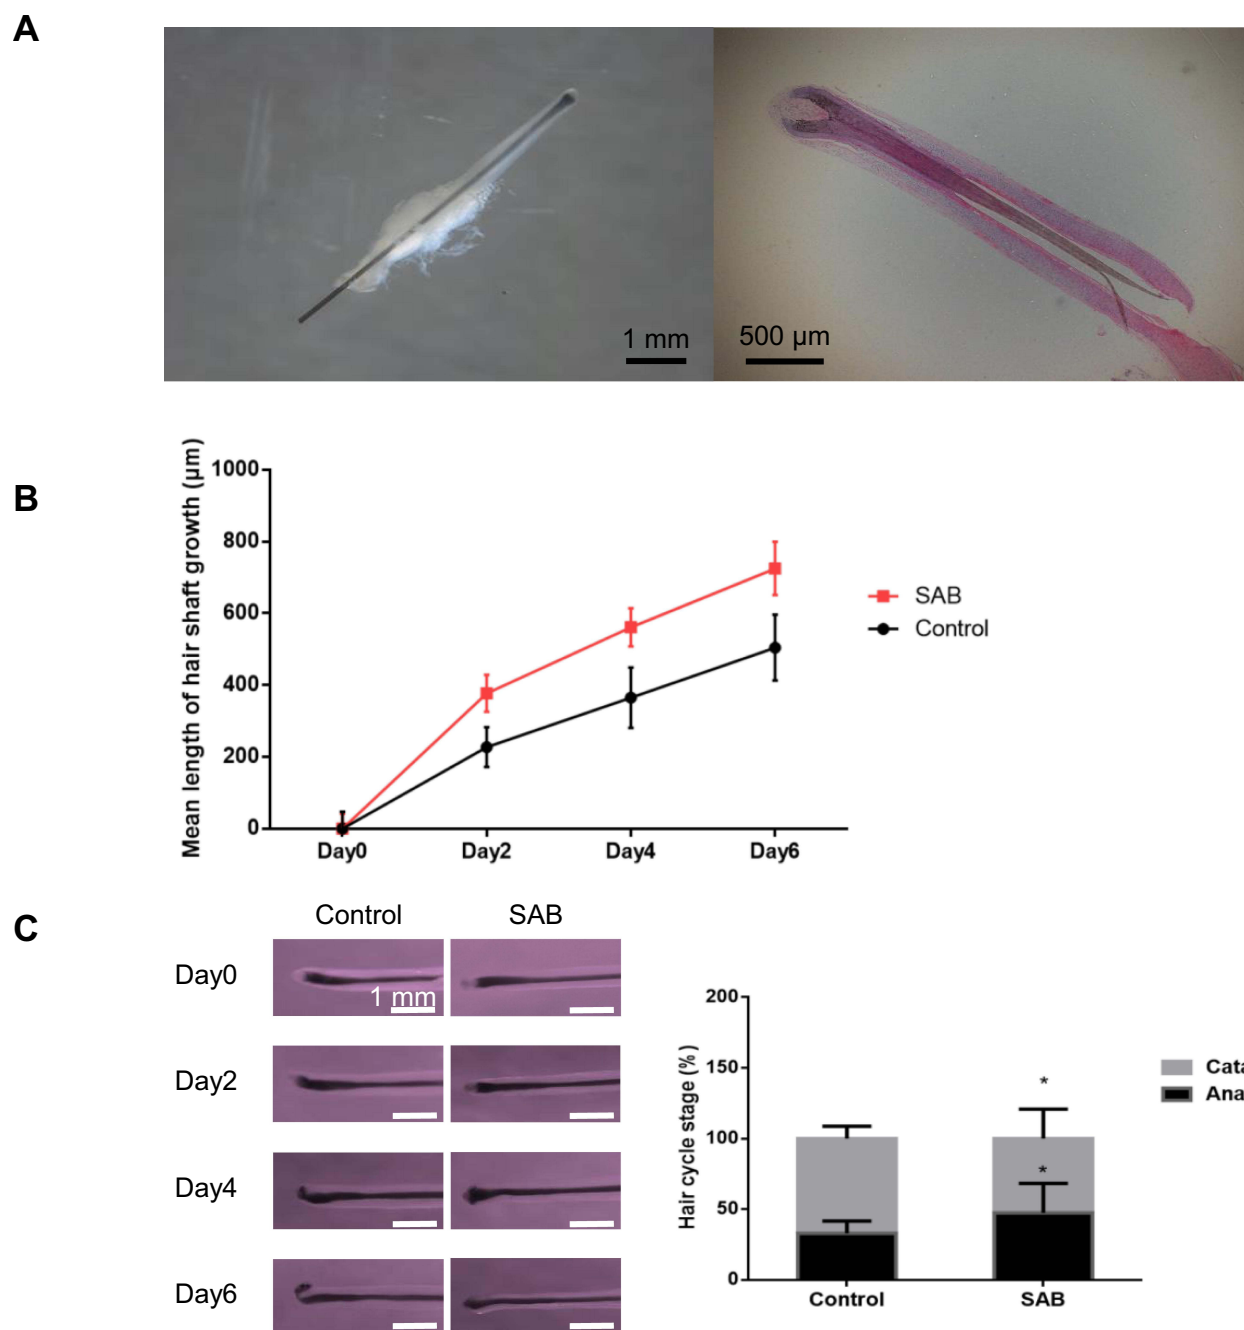 A
1 mm
500 µm
B
Mean length of hair shaft growth (µm)
1000
800
600
400
200
0
Day0 Day2 Day4 Day6
SAB
Control
C
Control SAB
Day0
1 mm
Day2
Day4
Day6
Hair cycle stage (%)
200
150
100
50
0
*
*
Control SAB
Cata
Ana